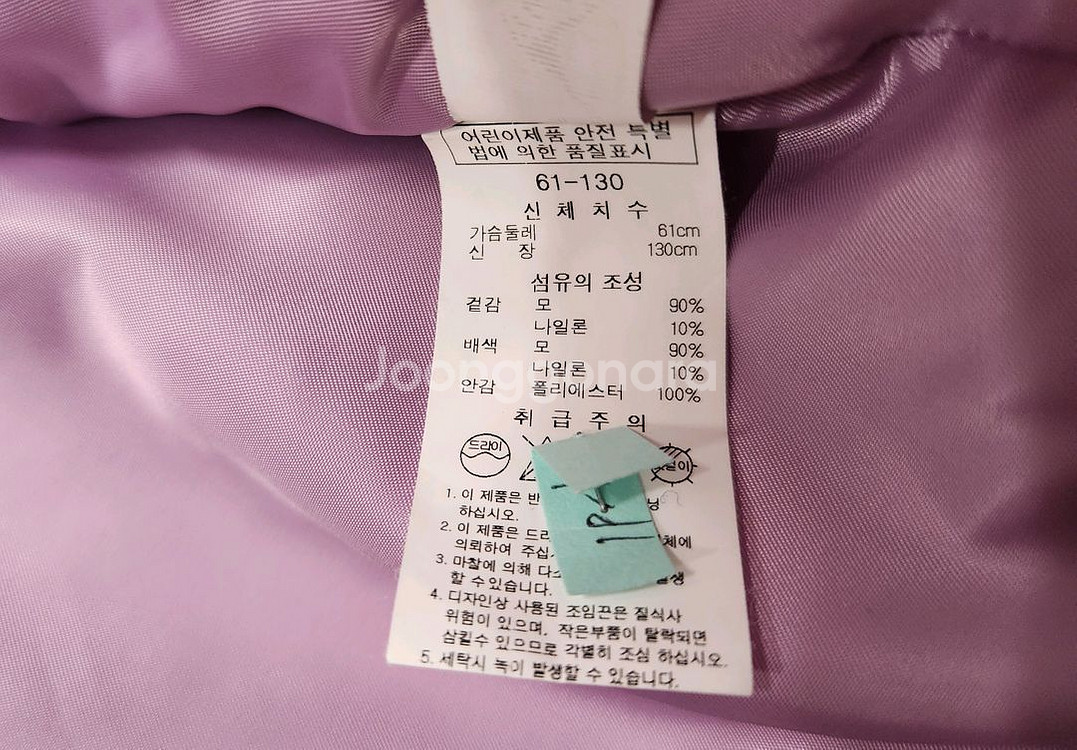 어린이제품 안전 특별
법에 의한 품질표시
61-130
신 체 치 수
가슴둘레 61cm
신 장 130cm
섬유의 조성
겉감 모 90%
나일론 10%
배색 모 90%
나일론 10%
안감 폴리에스터 100%
Joonggonara
취 급 주 의
드라이
1. 이 제품은
하십시오.
2. 이 제품은
의뢰하여
3. 마찰에 의해
할 수 있습니다.
4. 디자인상 사용된 조임끈은 질식사
위험이 있으며, 작은부품이 탈락되면
삼킬수 있으므로 각별히 조심 하십시오.
5. 세탁시 녹이 발생할 수 있습니다.